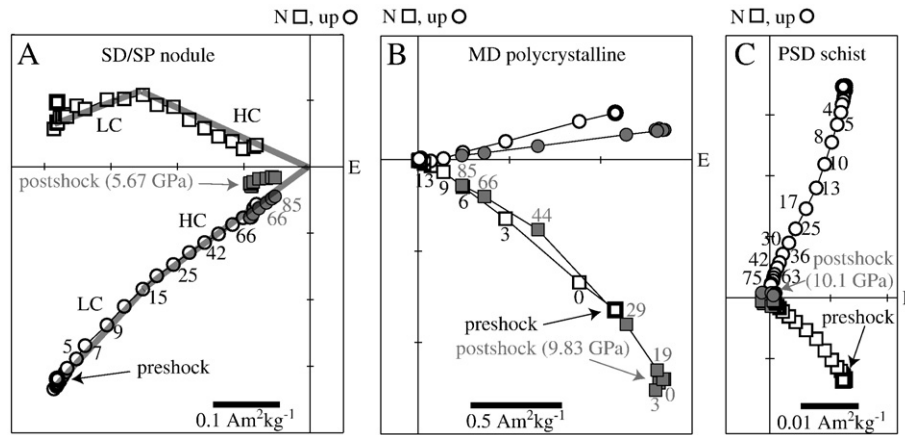 N □, up ○
N □, up ○
N □, up ○
A SD/SP nodule
LC
HC
E
postshock (5.67 GPa)
85
66
66
HC
42
25
15
LC
9
7
5
preshock
0.1 Am²kg⁻¹
B MD polycrystalline
E
13
9
85
66
6
3
44
0
29
preshock
postshock (9.83 GPa)
19
0
3
0.5 Am²kg⁻¹
C PSD schist
4
5
8
10
13
17
25
30
36
42
63
75
postshock
(10.1 GPa)
preshock
0.01 Am²kg⁻¹